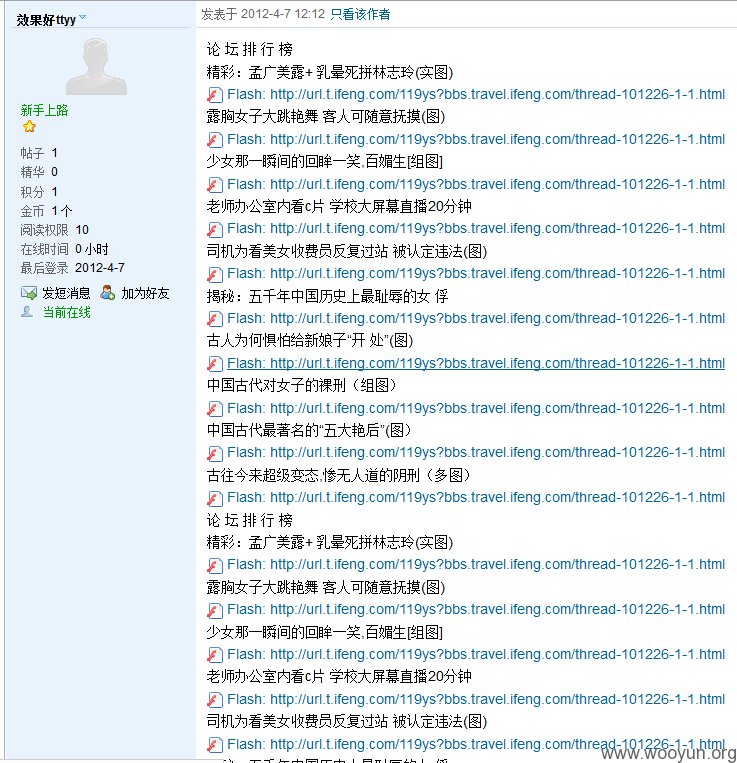 效果好ttyy
发表于 2012-4-7 12:12 只看该作者
新手上路
帖子 1
精华 0
积分 1
金币 1 个
阅读权限 10
在线时间 0 小时
最后登录 2012-4-7
发短消息 加为好友
当前在线
论 坛 排 行 榜
精彩：孟广美露+ 乳晕死拼林志玲(实图)
Flash: http://url.t.ifeng.com/119ys?bbs.travel.ifeng.com/thread-101226-1-1.html
露胸女子大跳艳舞 客人可随意抚摸(图)
Flash: http://url.t.ifeng.com/119ys?bbs.travel.ifeng.com/thread-101226-1-1.html
少女那一瞬间的回眸一笑,百媚生[组图]
Flash: http://url.t.ifeng.com/119ys?bbs.travel.ifeng.com/thread-101226-1-1.html
老师办公室内看c片 学校大屏幕直播20分钟
Flash: http://url.t.ifeng.com/119ys?bbs.travel.ifeng.com/thread-101226-1-1.html
司机为看美女收费员反复过站 被认定违法(图)
Flash: http://url.t.ifeng.com/119ys?bbs.travel.ifeng.com/thread-101226-1-1.html
揭秘：五千年中国历史上最耻辱的女 俘
Flash: http://url.t.ifeng.com/119ys?bbs.travel.ifeng.com/thread-101226-1-1.html
古人为何惧怕给新娘子“开 处”(图)
Flash: http://url.t.ifeng.com/119ys?bbs.travel.ifeng.com/thread-101226-1-1.html
中国古代对女子的裸刑（组图）
Flash: http://url.t.ifeng.com/119ys?bbs.travel.ifeng.com/thread-101226-1-1.html
中国古代最著名的“五大艳后”(图）
Flash: http://url.t.ifeng.com/119ys?bbs.travel.ifeng.com/thread-101226-1-1.html
古往今来超级变态,惨无人道的阴刑（多图）
Flash: http://url.t.ifeng.com/119ys?bbs.travel.ifeng.com/thread-101226-1-1.html
论 坛 排 行 榜
精彩：孟广美露+ 乳晕死拼林志玲(实图)
Flash: http://url.t.ifeng.com/119ys?bbs.travel.ifeng.com/thread-101226-1-1.html
露胸女子大跳艳舞 客人可随意抚摸(图)
Flash: http://url.t.ifeng.com/119ys?bbs.travel.ifeng.com/thread-101226-1-1.html
少女那一瞬间的回眸一笑,百媚生[组图]
Flash: http://url.t.ifeng.com/119ys?bbs.travel.ifeng.com/thread-101226-1-1.html
老师办公室内看c片 学校大屏幕直播20分钟
Flash: http://url.t.ifeng.com/119ys?bbs.travel.ifeng.com/thread-101226-1-1.html
司机为看美女收费员反复过站 被认定违法(图)
Flash: http://url.t.ifeng.com/119ys?bbs.travel.ifeng.com/thread-101226-1-1.html
www.wooyun.org